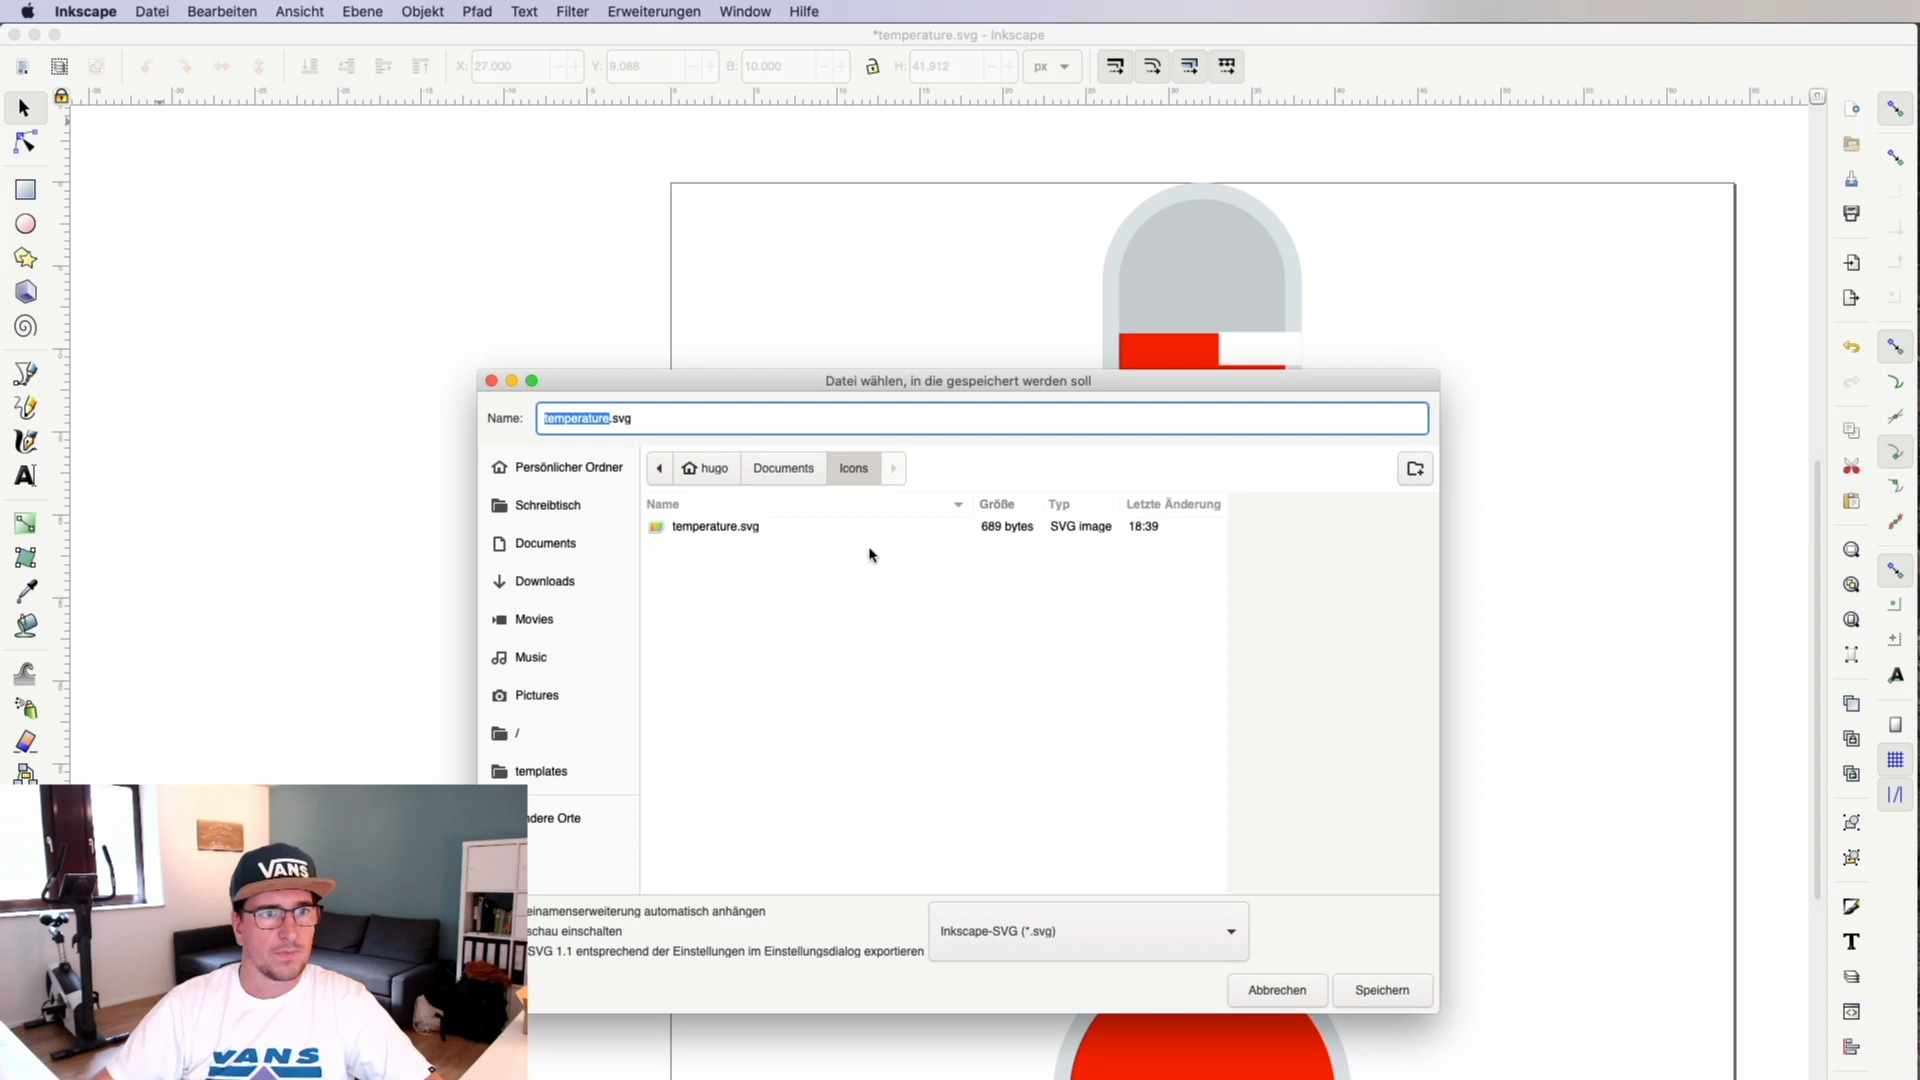 Inkscape Datei Bearbeiten Ansicht Ebene Objekt Pfad Text Filter Erweiterungen Window Hilfe
*temperature.svg - Inkscape
X: 27.000 Y: 9.088 B: 10.000 H: 41.912 px
Datei wählen, in die gespeichert werden soll
Name: temperature.svg
Persönlicher Ordner
Schreibtisch
Documents
Downloads
Movies
Music
Pictures
/
templates
ndere Orte
hugo Documents Icons
Name Größe Typ Letzte Änderung
temperature.svg 689 bytes SVG image 18:39
einamenserweiterung automatisch anhängen
schau einschalten
SVG 1.1 entsprechend der Einstellungen im Einstellungsdialog exportieren
Inkscape-SVG (*.svg)
Abbrechen Speichern
VANS
VANS